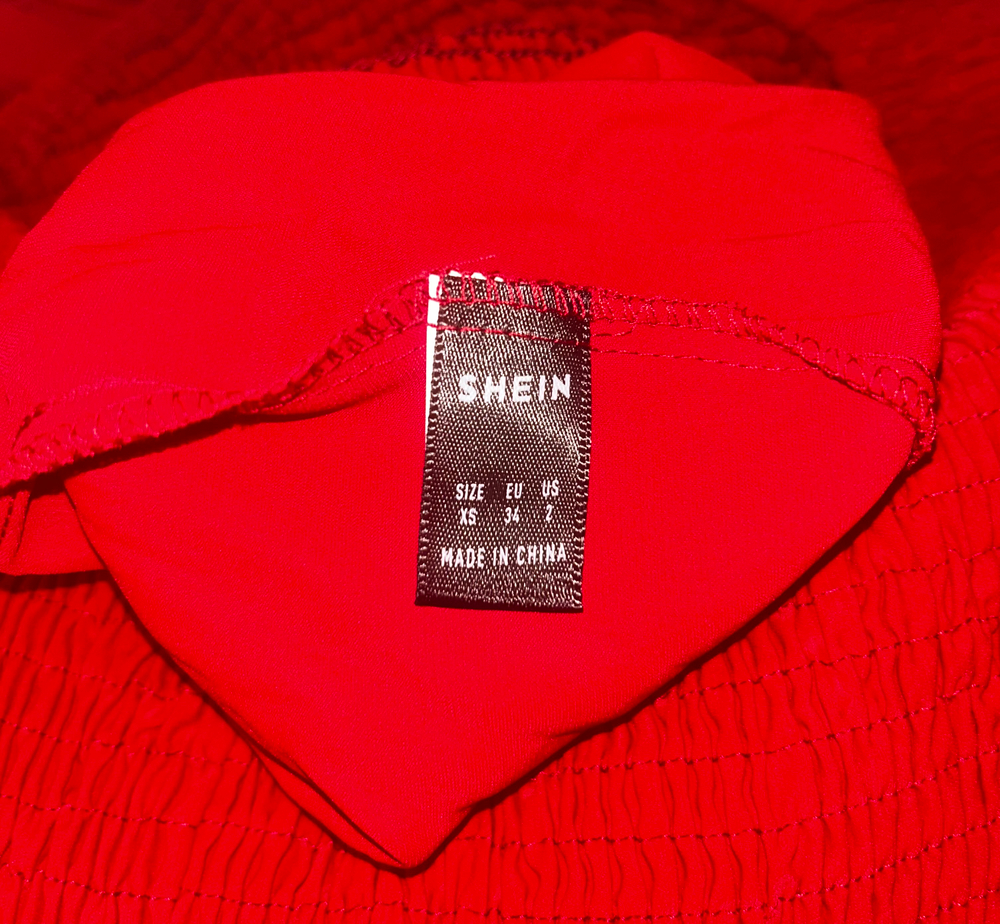 SHEIN
SIZE EU US
XS 34 2
MADE IN CHINA